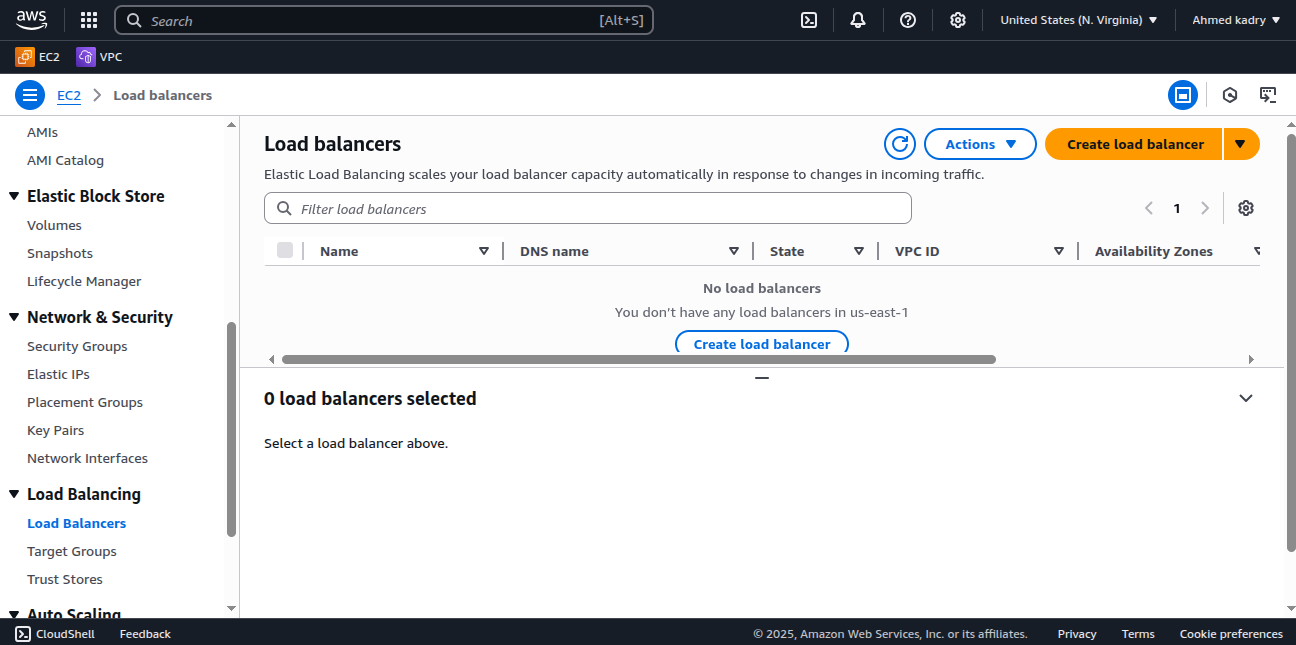 aws
Search [Alt+S]
United States (N. Virginia)
Ahmed kadry
EC2
VPC
EC2 Load balancers
AMIs
AMI Catalog
Elastic Block Store
Volumes
Snapshots
Lifecycle Manager
Network & Security
Security Groups
Elastic IPs
Placement Groups
Key Pairs
Network Interfaces
Load Balancing
Load Balancers
Target Groups
Trust Stores
Auto Scaling
Load balancers
Actions
Create load balancer
Elastic Load Balancing scales your load balancer capacity automatically in response to changes in incoming traffic.
Filter load balancers
1
Name DNS name State VPC ID Availability Zones
No load balancers
You don't have any load balancers in us-east-1
Create load balancer
0 load balancers selected
Select a load balancer above.
CloudShell Feedback © 2025, Amazon Web Services, Inc. or its affiliates. Privacy Terms Cookie preferences